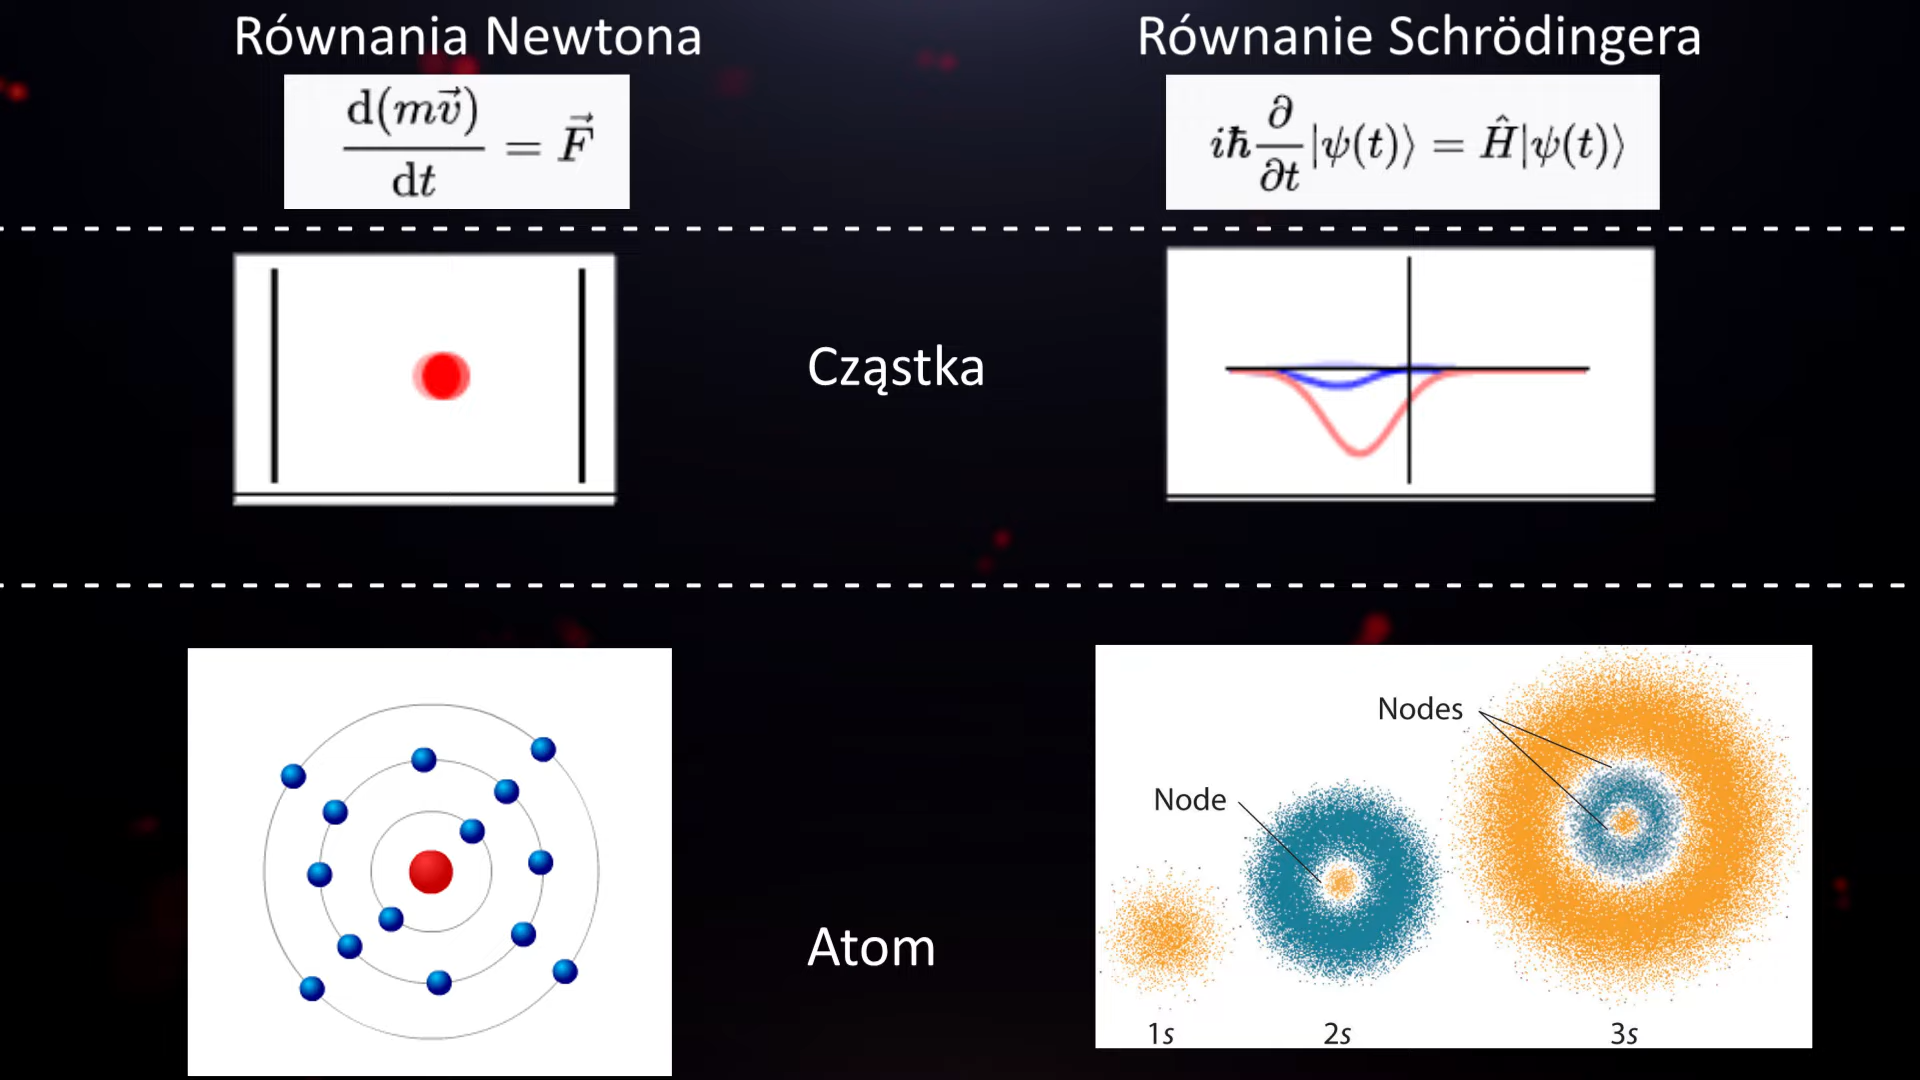 Równania Newtona
Równanie Schrödingera
d(mv⃗)/dt = F⃗
iħ ∂/∂t |ψ(t)⟩ = Ĥ|ψ(t)⟩
Cząstka
Nodes
Node
Atom
1s 2s 3s